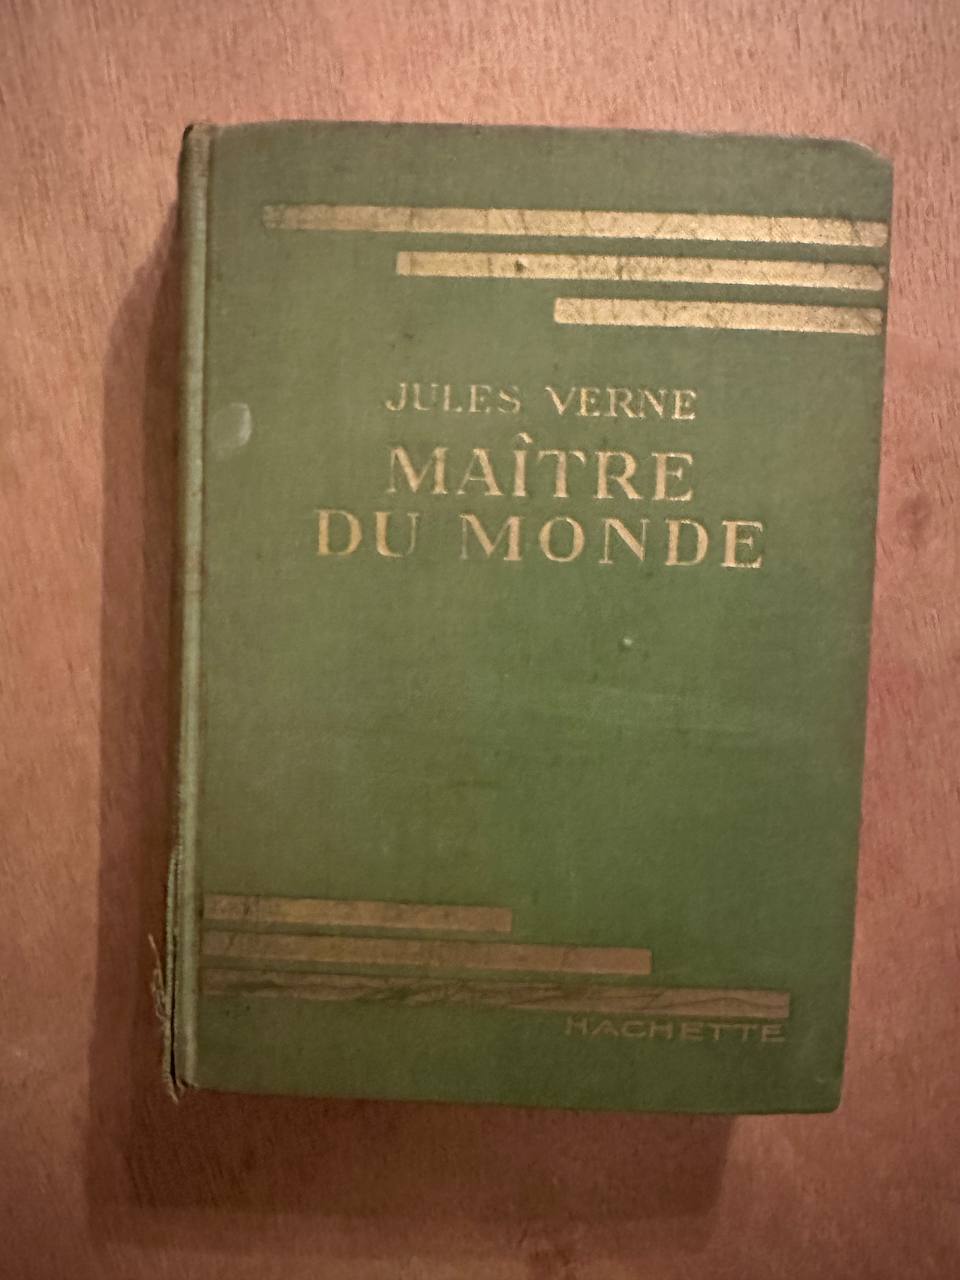 JULES VERNE
MAÎTRE
DU MONDE
HACHETTE